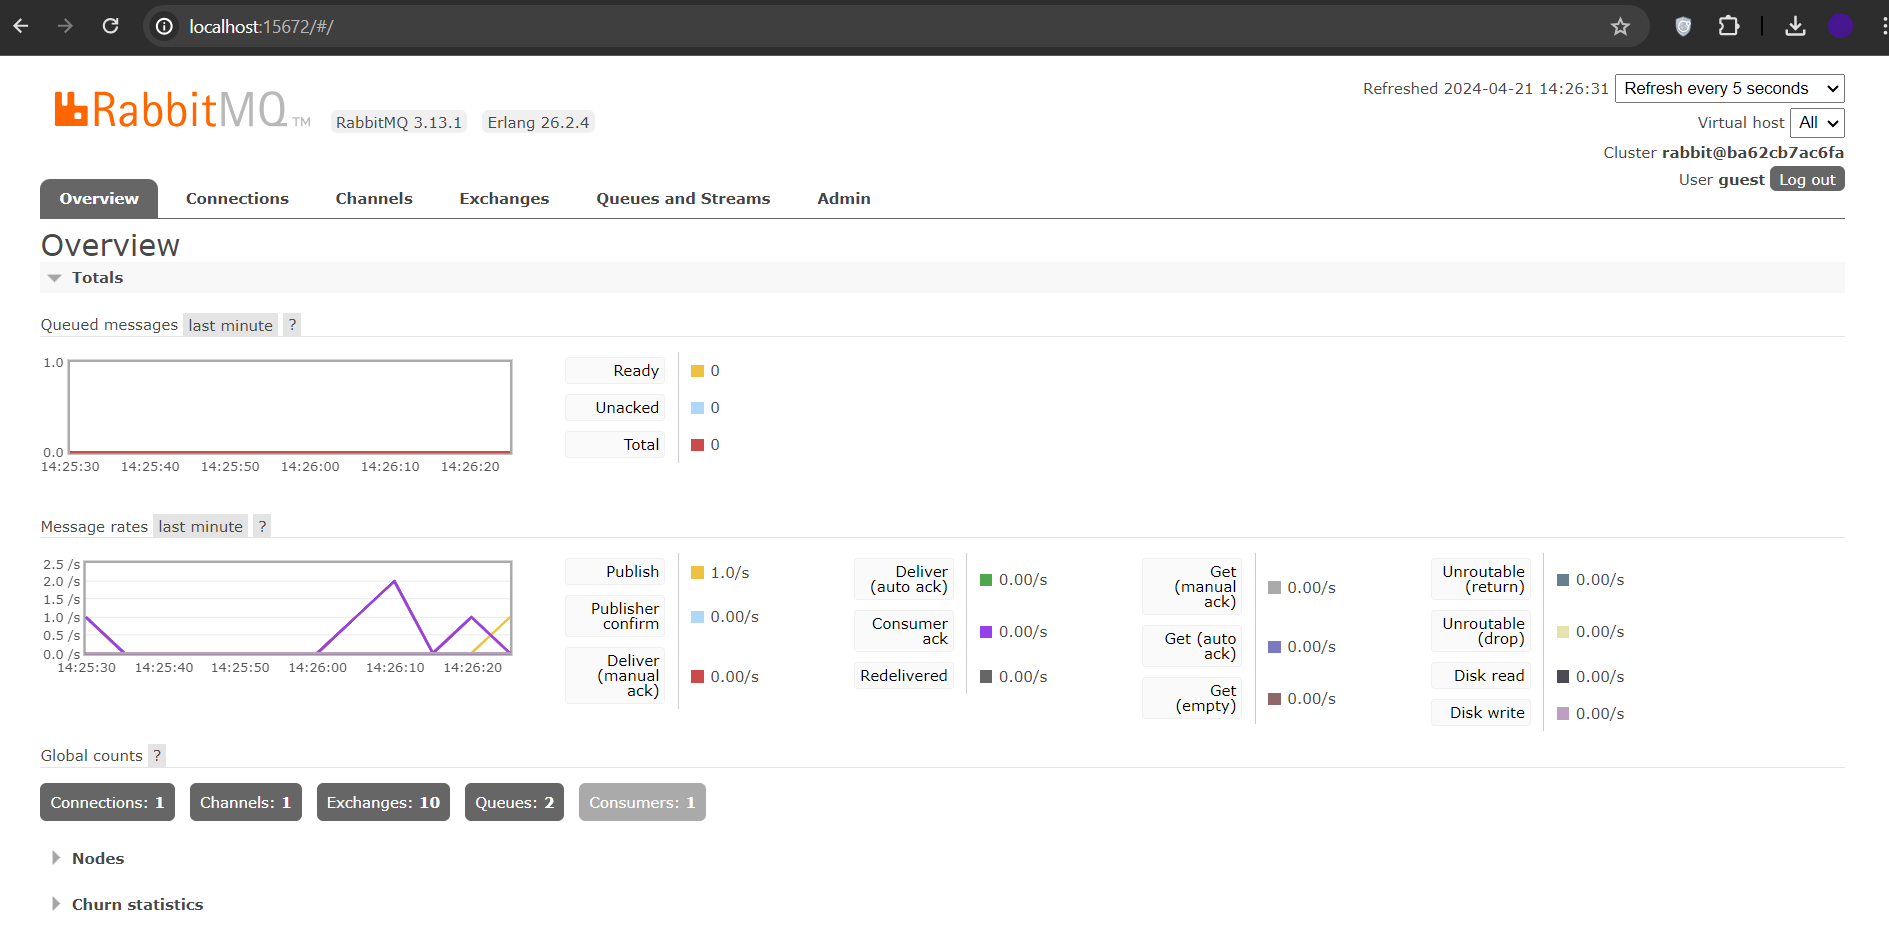 localhost:15672/#/
RabbitMQ TM
RabbitMQ 3.13.1 Erlang 26.2.4
Refreshed 2024-04-21 14:26:31 Refresh every 5 seconds
Virtual host All
Cluster rabbit@ba62cb7ac6fa
User guest Log out
Overview Connections Channels Exchanges Queues and Streams Admin
Overview
Totals
Queued messages last minute ?
1.0
0.0
14:25:30 14:25:40 14:25:50 14:26:00 14:26:10 14:26:20
Ready 0
Unacked 0
Total 0
Message rates last minute ?
2.5 /s
2.0 /s
1.5 /s
1.0 /s
0.5 /s
0.0 /s
14:25:30 14:25:40 14:25:50 14:26:00 14:26:10 14:26:20
Publish 1.0/s
Publisher
confirm 0.00/s
Deliver
(manual
ack) 0.00/s
Deliver
(auto ack) 0.00/s
Consumer
ack 0.00/s
Redelivered 0.00/s
Get
(manual
ack) 0.00/s
Get (auto
ack) 0.00/s
Get
(empty) 0.00/s
Unroutable
(return) 0.00/s
Unroutable
(drop) 0.00/s
Disk read 0.00/s
Disk write 0.00/s
Global counts ?
Connections: 1 Channels: 1 Exchanges: 10 Queues: 2 Consumers: 1
Nodes
Churn statistics